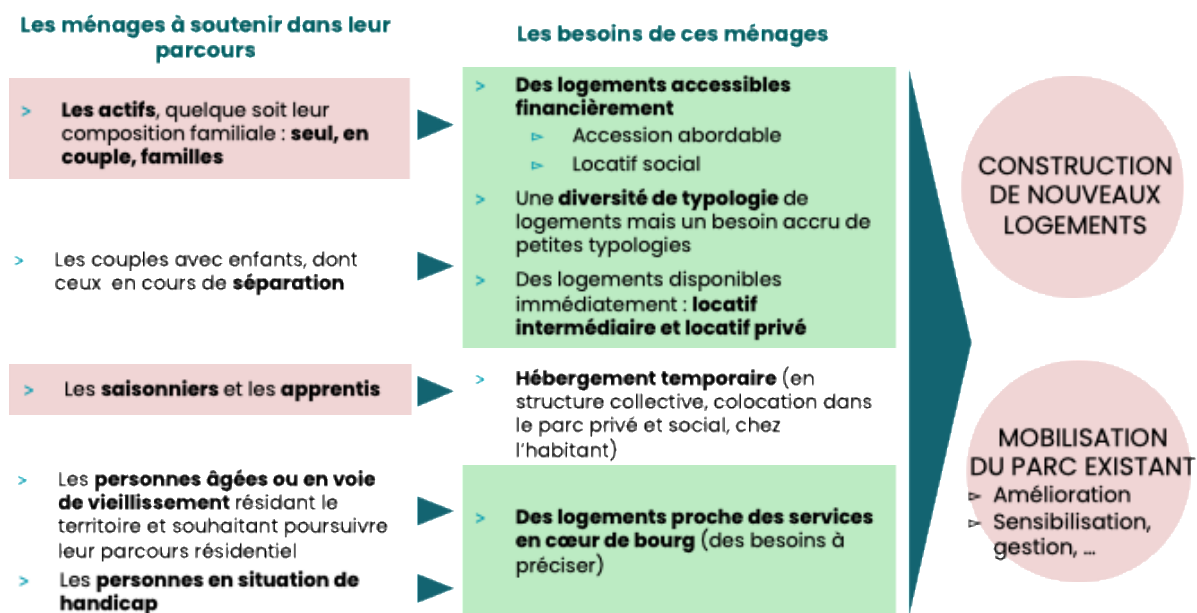 Les ménages à soutenir dans leur
parcours
> Les actifs, quelque soit leur
composition familiale : seul, en
couple, familles
> Les couples avec enfants, dont
ceux en cours de séparation
> Les saisonniers et les apprentis
> Les personnes âgées ou en voie
de vieillissement résidant le
territoire et souhaitant poursuivre
leur parcours résidentiel
> Les personnes en situation de
handicap
Les besoins de ces ménages
> Des logements accessibles
financièrement
▻ Accession abordable
▻ Locatif social
> Une diversité de typologie de
logements mais un besoin accru de
petites typologies
> Des logements disponibles
immédiatement : locatif
intermédiaire et locatif privé
> Hébergement temporaire (en
structure collective, colocation dans
le parc privé et social, chez
l'habitant)
> Des logements proche des services
en cœur de bourg (des besoins à
préciser)
CONSTRUCTION
DE NOUVEAUX
LOGEMENTS
MOBILISATION
DU PARC EXISTANT
▻ Amélioration
▻ Sensibilisation,
gestion, ...